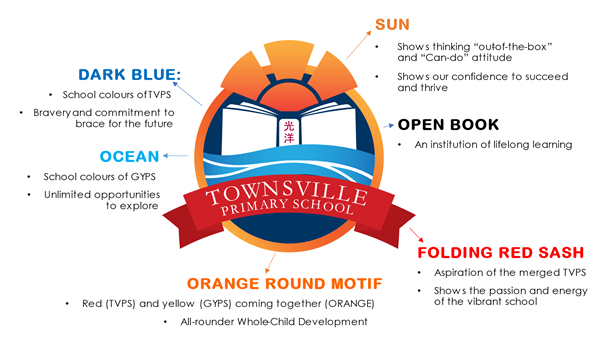 SUN
• Shows thinking "outof-the-box"
and "Can-do" attitude
• Shows our confidence to succeed
and thrive
DARK BLUE:
• School colours ofTVPS
• Braveryand commitment to
brace for the future
OPEN BOOK
• An institution of lifelong learning
OCEAN
• School colours of GYPS
• Unlimited opportunities
to explore
光
洋
TOWNSVILLE
PRIMARY SCHOOL
FOLDING RED SASH
• Aspiration of the merged TVPS
• Shows the passion and energy
of the vibrant school
ORANGE ROUND MOTIF
• Red (TVPS) and yellow (GYPS) coming together (ORANGE)
• All-rounder Whole-Child Development